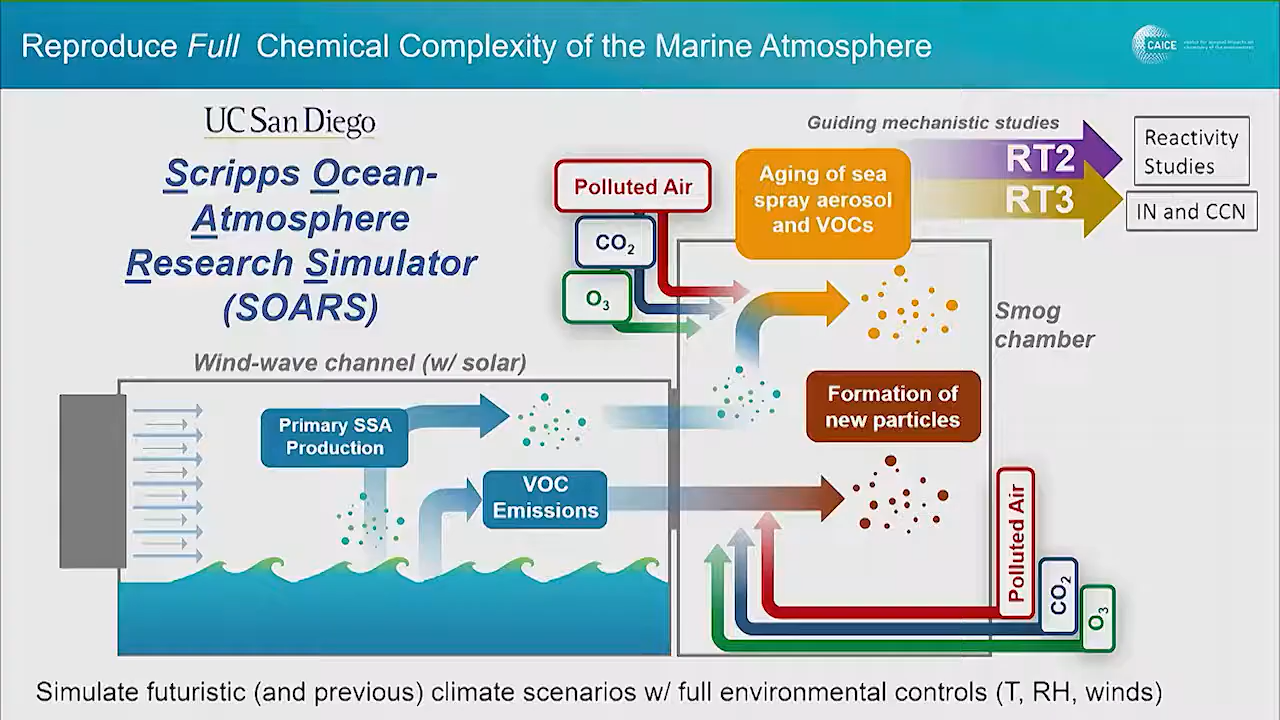 Reproduce Full Chemical Complexity of the Marine Atmosphere
CAICE
UC San Diego
Scripps Ocean-
Atmosphere
Research Simulator
(SOARS)
Guiding mechanistic studies
RT2
RT3
Reactivity
Studies
IN and CCN
Polluted Air
CO2
O3
Aging of sea
spray aerosol
and VOCs
Smog
chamber
Wind-wave channel (w/ solar)
Primary SSA
Production
VOC
Emissions
Formation of
new particles
Polluted Air
CO2
O3
Simulate futuristic (and previous) climate scenarios w/ full environmental controls (T, RH, winds)